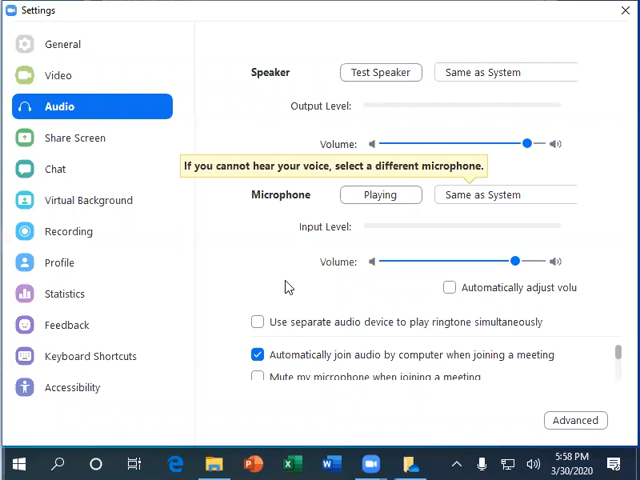 Settings
General
Video
Audio
Share Screen
Chat
Virtual Background
Recording
Profile
Statistics
Feedback
Keyboard Shortcuts
Accessibility
Speaker
Test Speaker
Same as System
Output Level:
Volume:
If you cannot hear your voice, select a different microphone.
Microphone
Playing
Same as System
Input Level:
Volume:
Automatically adjust volu
Use separate audio device to play ringtone simultaneously
Automatically join audio by computer when joining a meeting
Mute my microphone when joining a meeting
Advanced
5:58 PM
3/30/2020